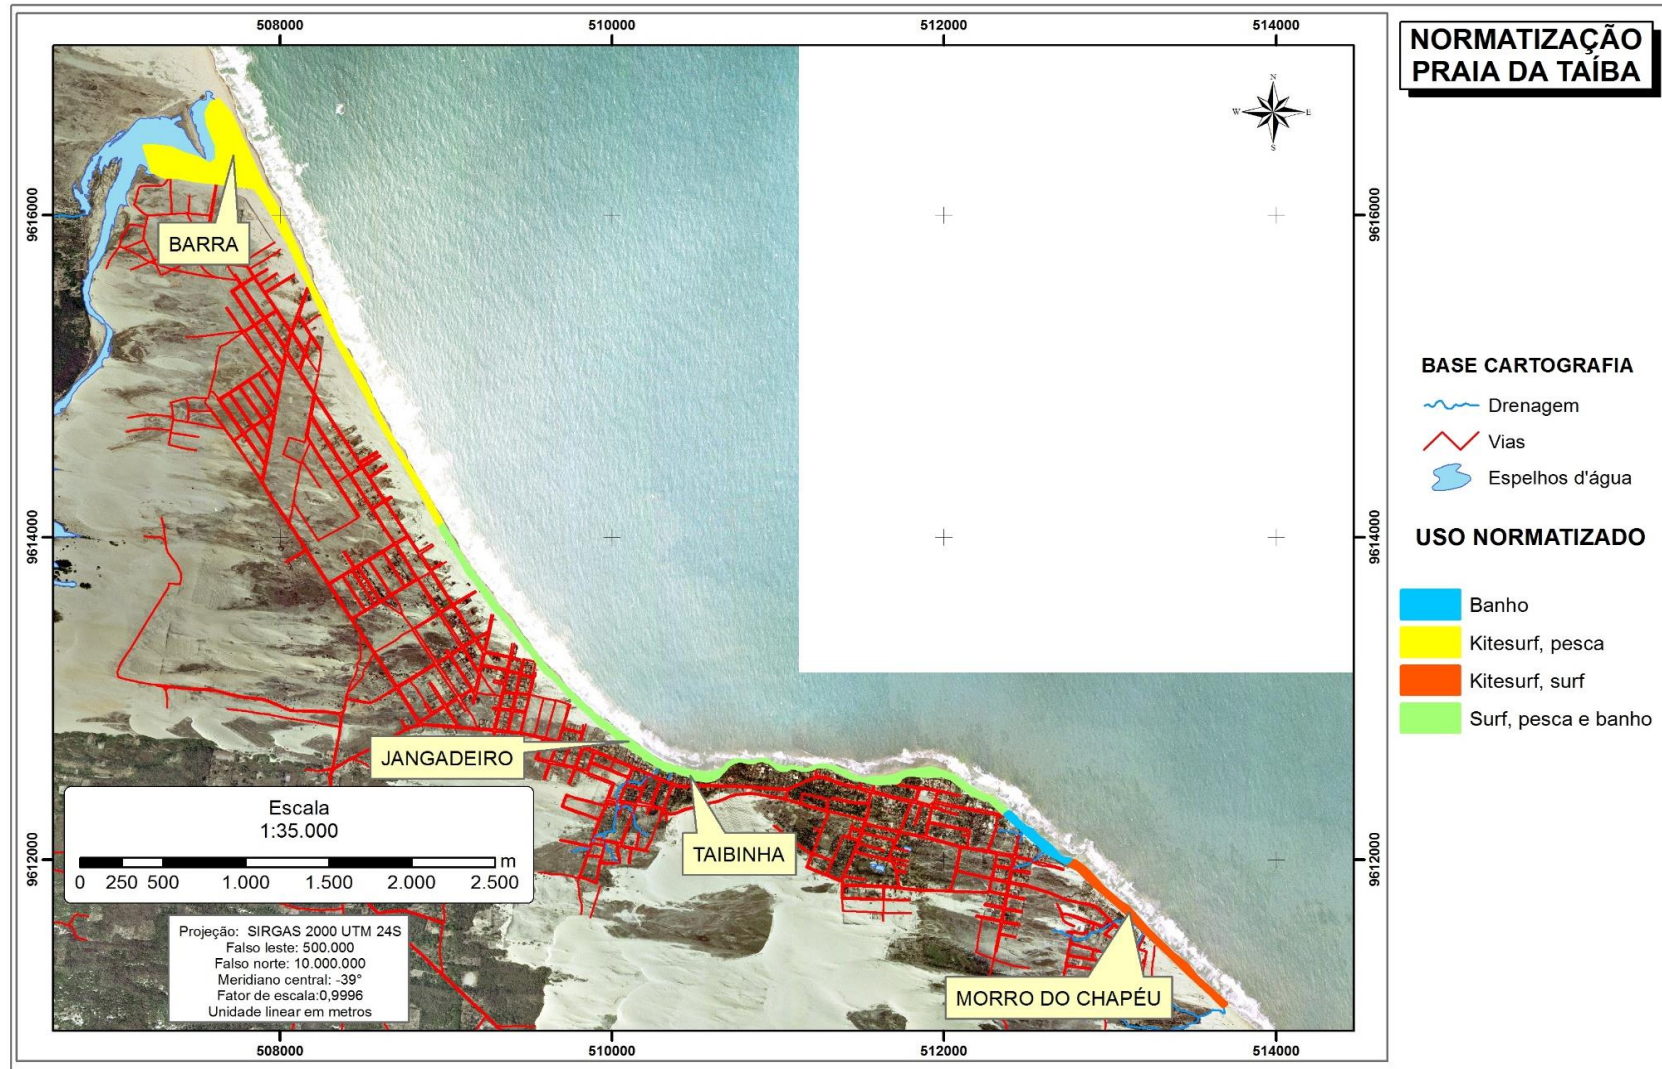 508000
510000
512000
514000
NORMATIZAÇÃO
PRAIA DA TAÍBA
N
W
E
S
9616000
9616000
BARRA
BASE CARTOGRAFIA
Drenagem
Vias
Espelhos d'água
9614000
9614000
USO NORMATIZADO
Banho
Kitesurf, pesca
Kitesurf, surf
Surf, pesca e banho
JANGADEIRO
TAIBINHA
9612000
9612000
Escala
1:35.000
m
0 250 500 1.000 1.500 2.000 2.500
Projeção: SIRGAS 2000 UTM 24S
Falso leste: 500.000
Falso norte: 10.000.000
Meridiano central: -39°
Fator de escala:0,9996
Unidade linear em metros
MORRO DO CHAPÉU
508000
510000
512000
514000